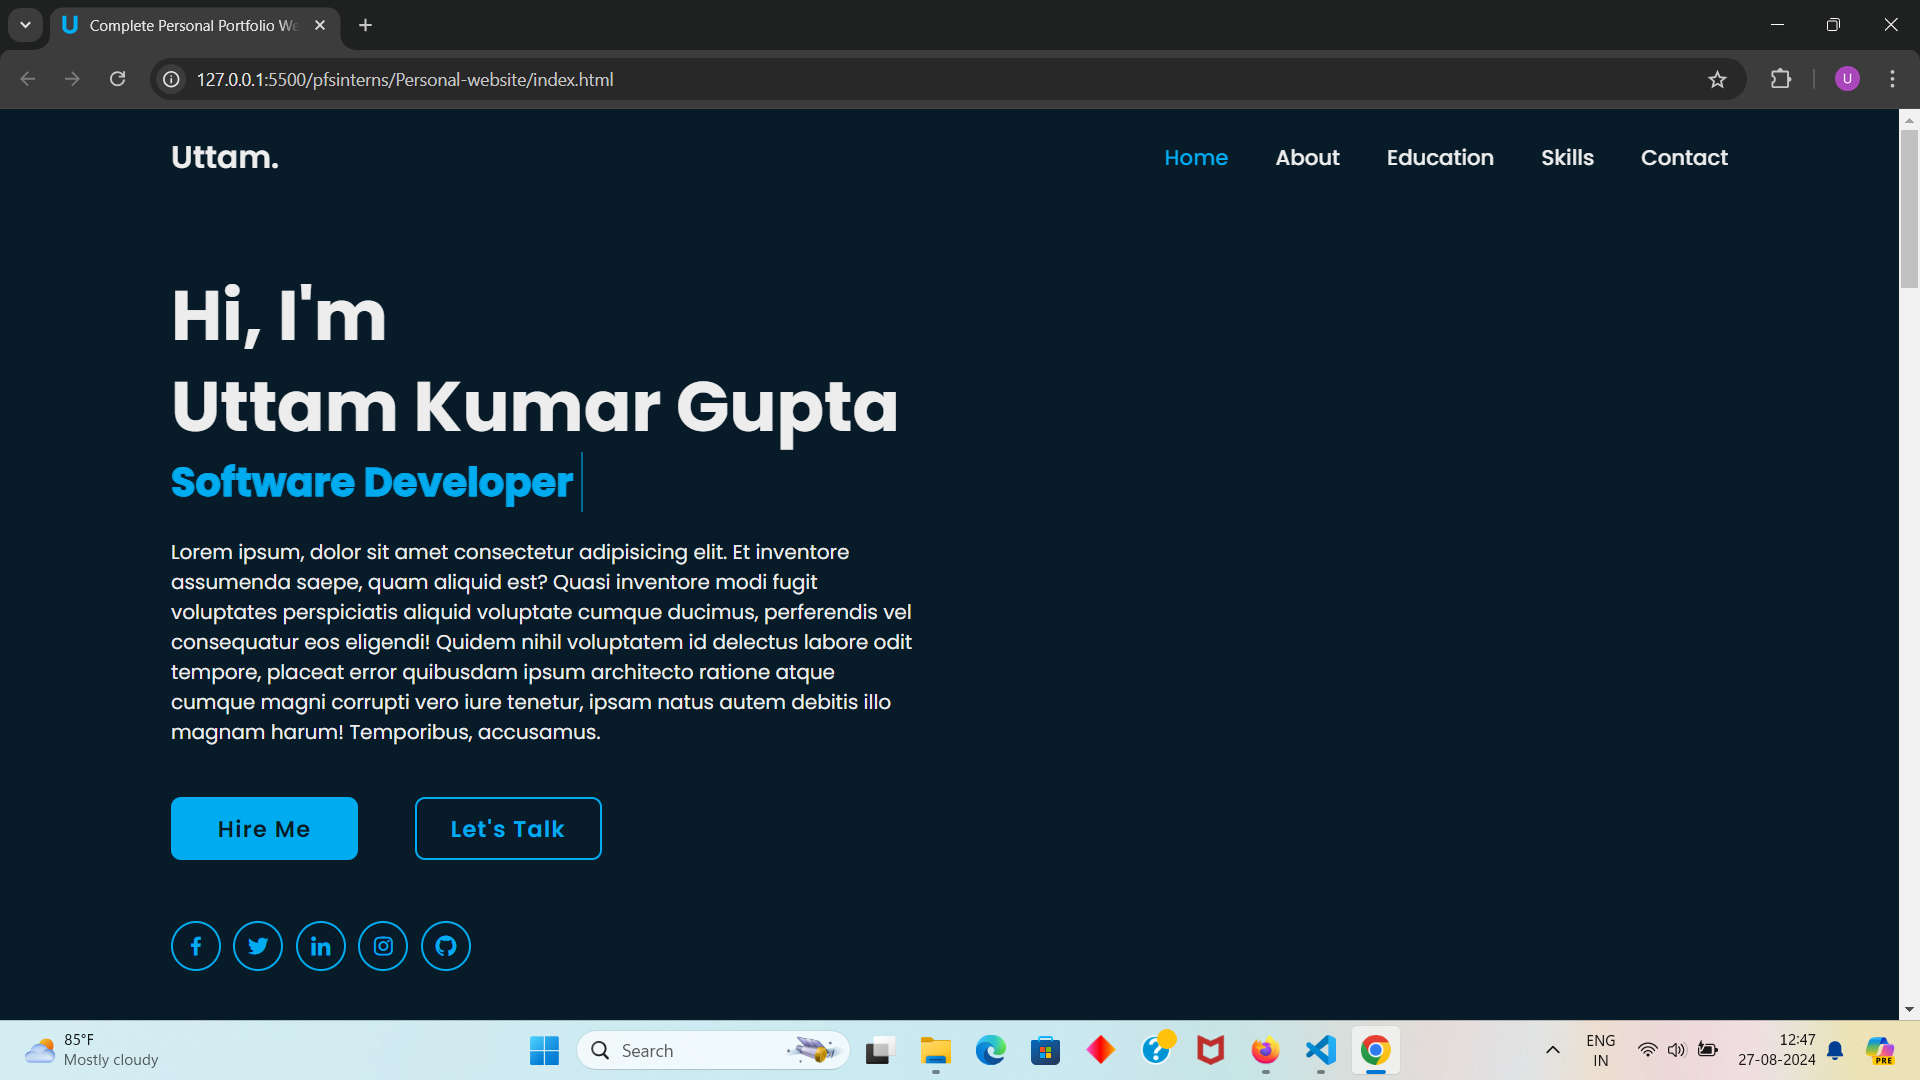 U Complete Personal Portfolio We
127.0.0.1:5500/pfsinterns/Personal-website/index.html
U
Uttam.
Home About Education Skills Contact
Hi, I'm
Uttam Kumar Gupta
Software Developer
Lorem ipsum, dolor sit amet consectetur adipisicing elit. Et inventore
assumenda saepe, quam aliquid est? Quasi inventore modi fugit
voluptates perspiciatis aliquid voluptate cumque ducimus, perferendis vel
consequatur eos eligendi! Quidem nihil voluptatem id delectus labore odit
tempore, placeat error quibusdam ipsum architecto ratione atque
cumque magni corrupti vero iure tenetur, ipsam natus autem debitis illo
magnam harum! Temporibus, accusamus.
Hire Me Let's Talk
85°F
Mostly cloudy
Search
ENG
IN
12:47
27-08-2024
PRE